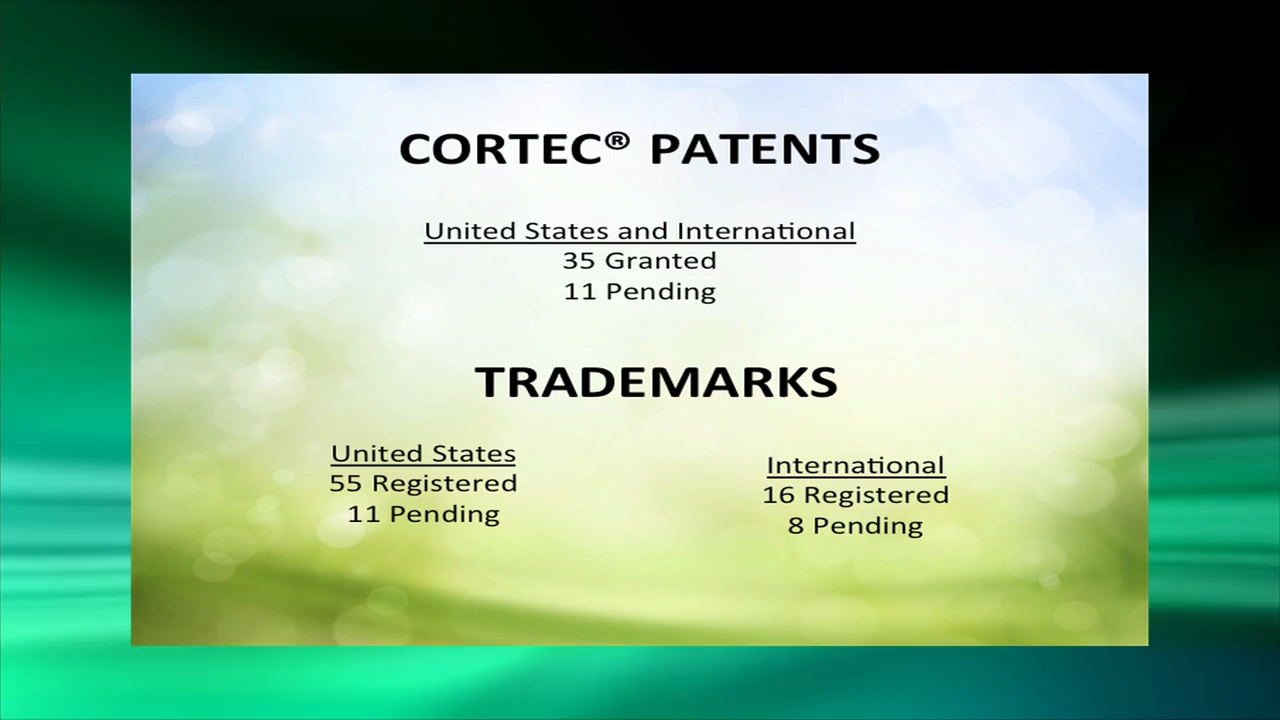 CORTEC® PATENTS
United States and International
35 Granted
11 Pending
TRADEMARKS
United States
55 Registered
11 Pending
International
16 Registered
8 Pending